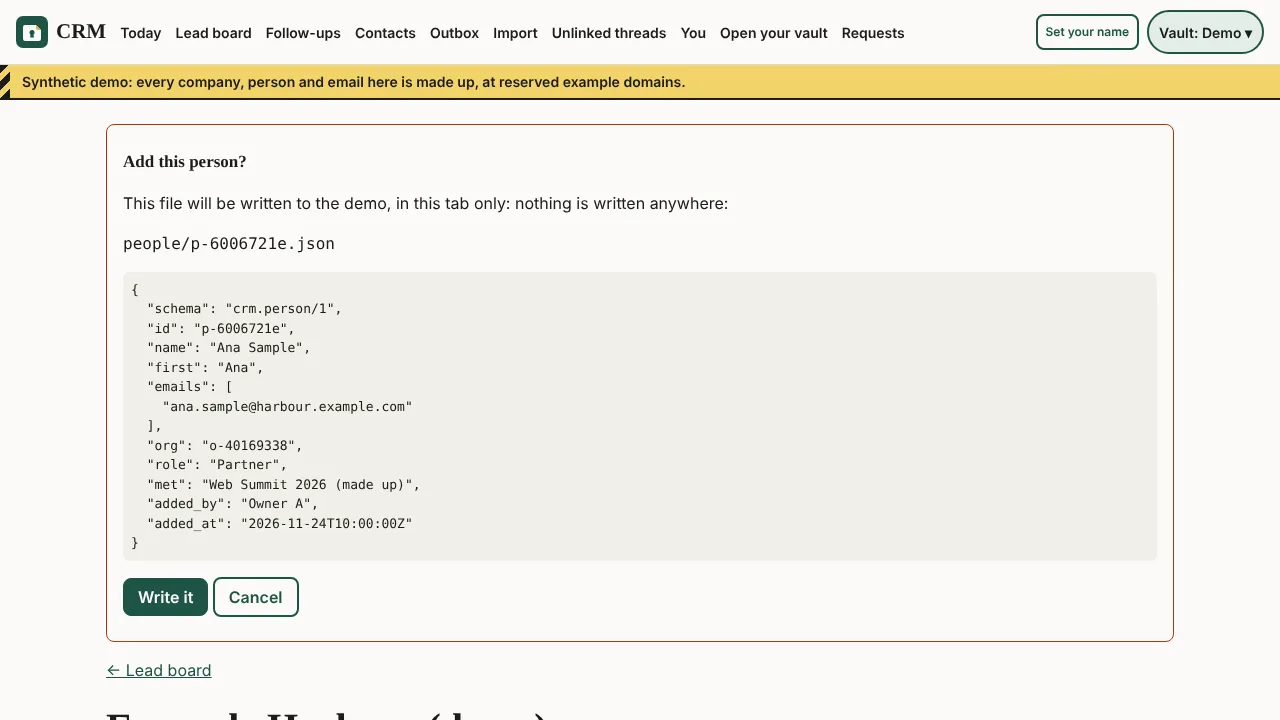 CRM Today Lead board Follow-ups Contacts Outbox Import Unlinked threads You Open your vault Requests Set your name Vault: Demo ▾
Synthetic demo: every company, person and email here is made up, at reserved example domains.
Add this person?
This file will be written to the demo, in this tab only: nothing is written anywhere:
people/p-6006721e.json
{
  "schema": "crm.person/1",
  "id": "p-6006721e",
  "name": "Ana Sample",
  "first": "Ana",
  "emails": [
    "ana.sample@harbour.example.com"
  ],
  "org": "o-40169338",
  "role": "Partner",
  "met": "Web Summit 2026 (made up)",
  "added_by": "Owner A",
  "added_at": "2026-11-24T10:00:00Z"
}
Write it Cancel
← Lead board